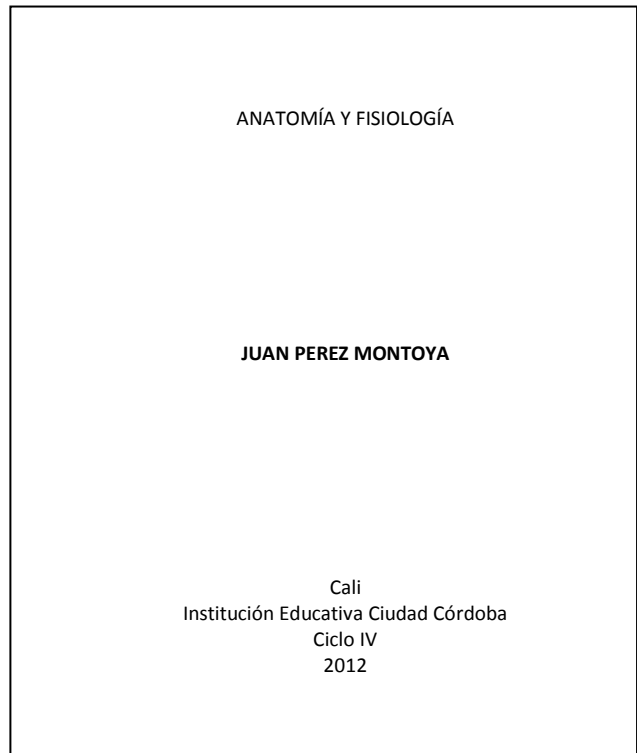 ANATOMÍA Y FISIOLOGÍA
JUAN PEREZ MONTOYA
Cali
Institución Educativa Ciudad Córdoba
Ciclo IV
2012